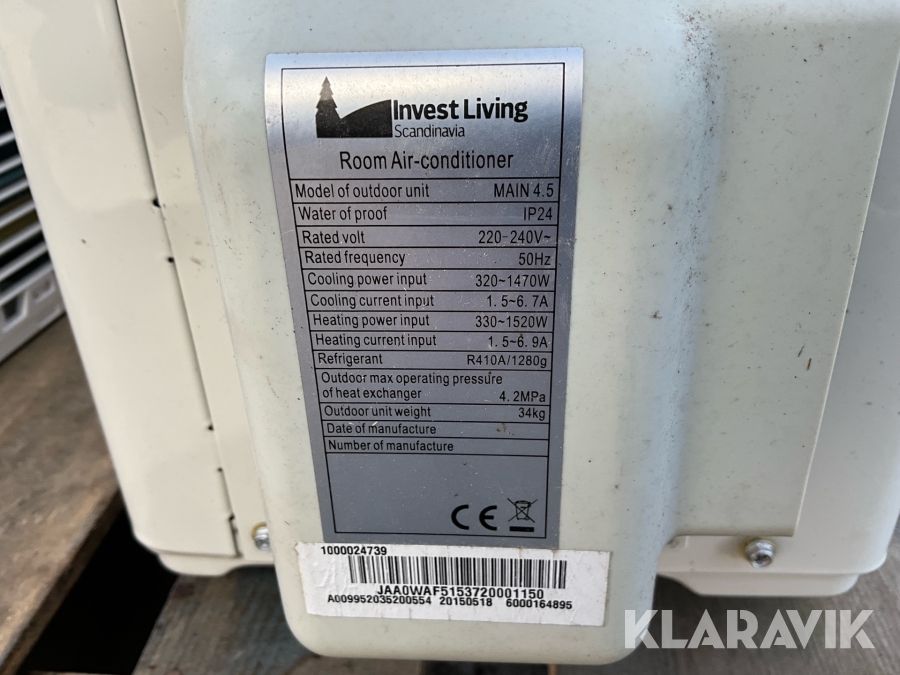 Invest Living
Scandinavia
Room Air-conditioner
Model of outdoor unit MAIN 4.5
Water of proof IP24
Rated volt 220-240V~
Rated frequency 50Hz
Cooling power input 320~1470W
Cooling current input 1.5~6.7A
Heating power input 330~1520W
Heating current input 1.5~6.9A
Refrigerant R410A/1280g
Outdoor max operating pressure
of heat exchanger 4.2MPa
Outdoor unit weight 34kg
Date of manufacture
Number of manufacture
CE
1000024739
JAA0WAF5153720001150
A009952035200554 20150518 6000164895
KLARAVIK